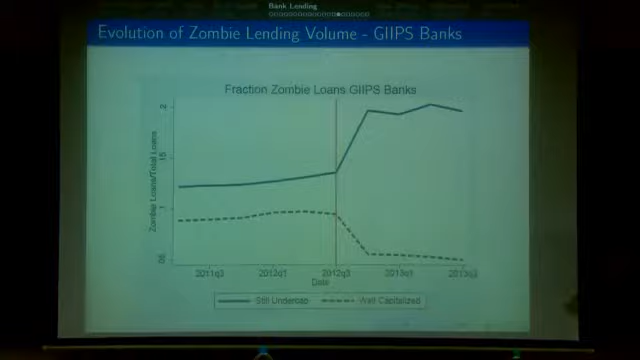 Bank Lending
Evolution of Zombie Lending Volume - GIIPS Banks
Fraction Zombie Loans GIIPS Banks
Zombie Loans/Total Loans
.2
.15
.1
.05
2011q3
2012q1
2012q3
2013q1
2013q3
Date
Still Undercap
Well Capitalized